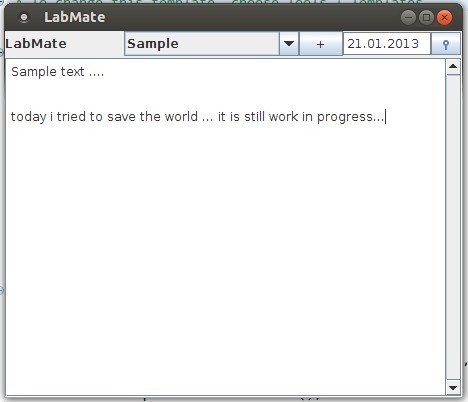 LabMate
LabMate Sample + 21.01.2013
Sample text ....
today i tried to save the world ... it is still work in progress...